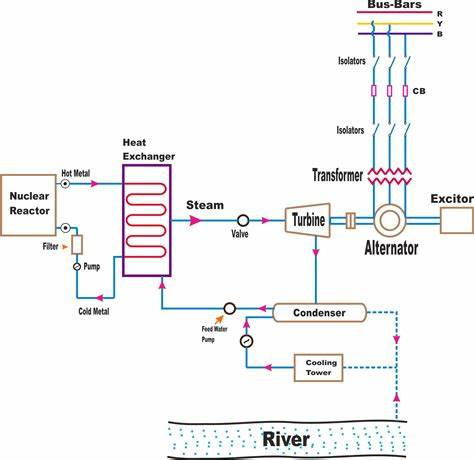 Bus-Bars
R
Y
B
Isolators
CB
Isolators
Heat
Exchanger
Hot Metal
Transformer
Nuclear
Reactor
Steam
Turbine
Excitor
Valve
Alternator
Filter
Pump
Cold Metal
Condenser
Feed Water
Pump
Cooling
Tower
River